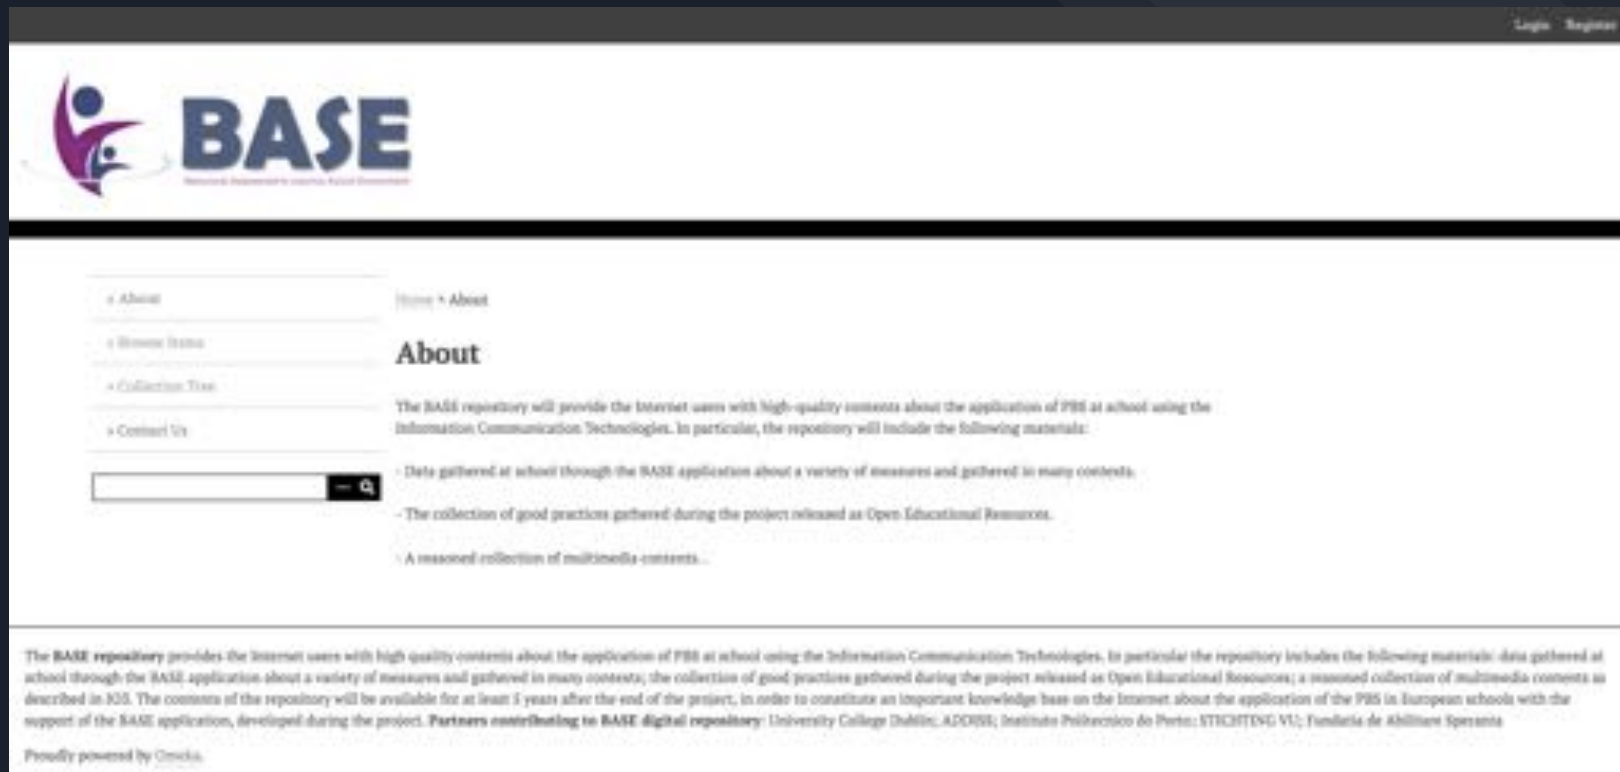 Login Register
BASE
» About
» Browse Items
» Collection Tree
» Contact Us
Home > About
About
The BASE repository will provide the Internet users with high-quality contents about the application of PBS at school using the
Information Communication Technologies. In particular, the repository will include the following materials:
- Data gathered at school through the BASE application about a variety of measures and gathered in many contexts.
- The collection of good practices gathered during the project released as Open Educational Resources.
- A reasoned collection of multimedia contents...
The BASE repository provides the Internet users with high quality contents about the application of PBS at school using the Information Communication Technologies. In particular the repository includes the following materials: data gathered at
school through the BASE application about a variety of measures and gathered in many contexts; the collection of good practices gathered during the project released as Open Educational Resources; a reasoned collection of multimedia contents as
described in The contents of the repository will be available for at least 5 years after the end of the project, in order to constitute an important knowledge base on the Internet about the application of the PBS in European schools with the
support of the BASE application, developed during the project. Partners contributing to BASE digital repository: University College Dublin; Instituto Politecnico do Porto; STICHTING VU; Fundatia de Abilitare Speranta
Proudly powered by Omeka.